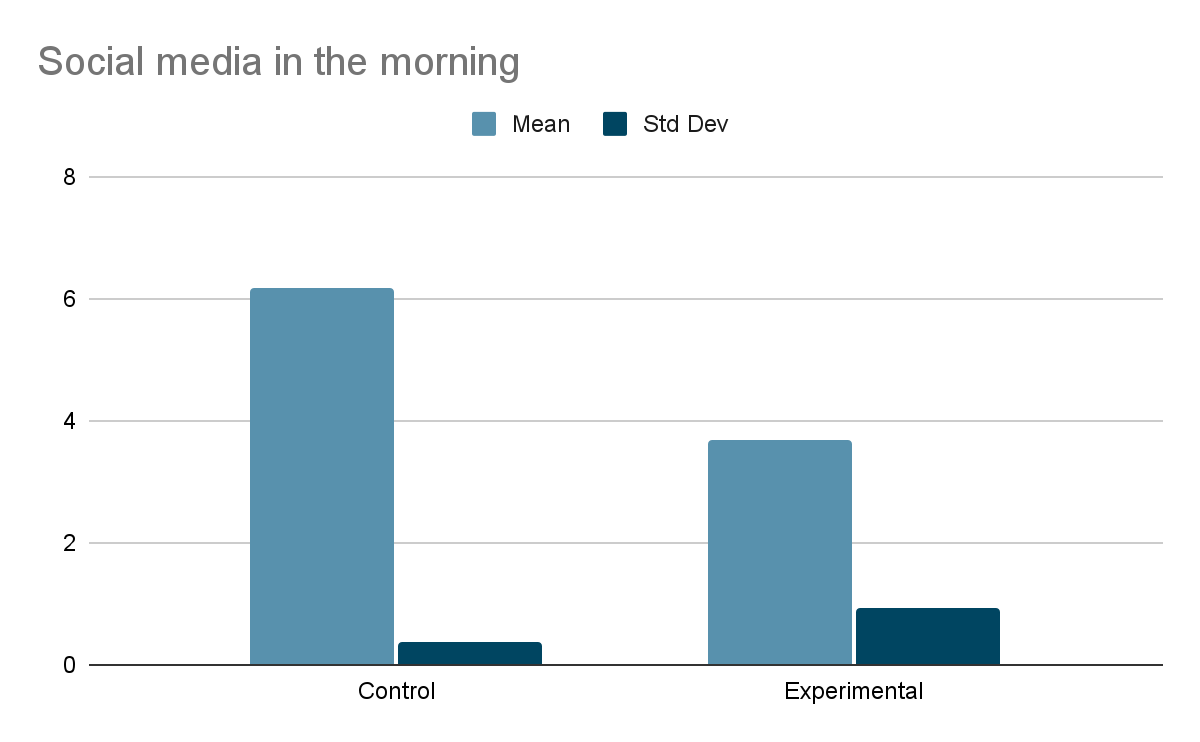 Social media in the morning
Mean Std Dev
8
6
4
2
0
Control Experimental